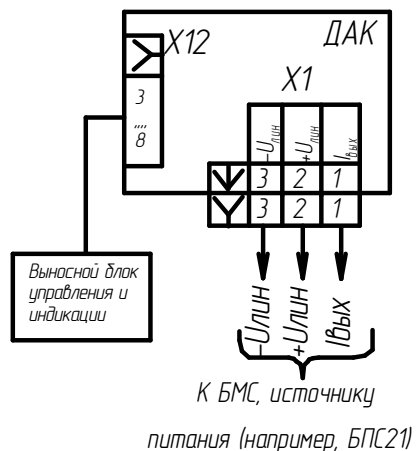 ДАК
X12
3
,,,,
8
X1
-Uлин
+Uлин
Iвых
3 2 1
3 2 1
Выносной блок
управления и
индикации
-Uлин
+Uлин
Iвых
К БМС, источнику
питания (например, БПС21)